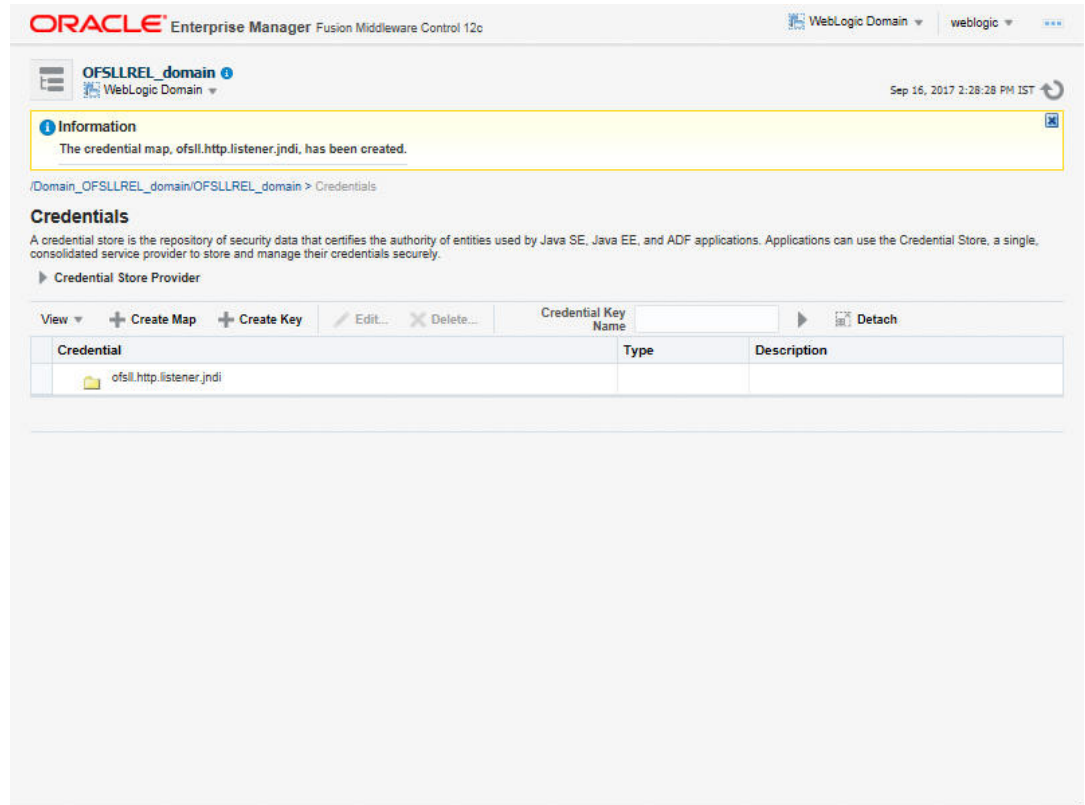 ORACLE Enterprise Manager Fusion Middleware Control 12c
WebLogic Domain
weblogic
OFSLLREL_domain
WebLogic Domain
Sep 16, 2017 2:28:28 PM IST
Information
The credential map, ofsll.http.listener.jndi, has been created.
/Domain_OFSLLREL_domain/OFSLLREL_domain > Credentials
Credentials
A credential store is the repository of security data that certifies the authority of entities used by Java SE, Java EE, and ADF applications. Applications can use the Credential Store, a single,
consolidated service provider to store and manage their credentials securely.
Credential Store Provider
View Create Map Create Key Edit... Delete... Credential Key
Name
Detach
Credential Type Description
ofsll.http.listener.jndi